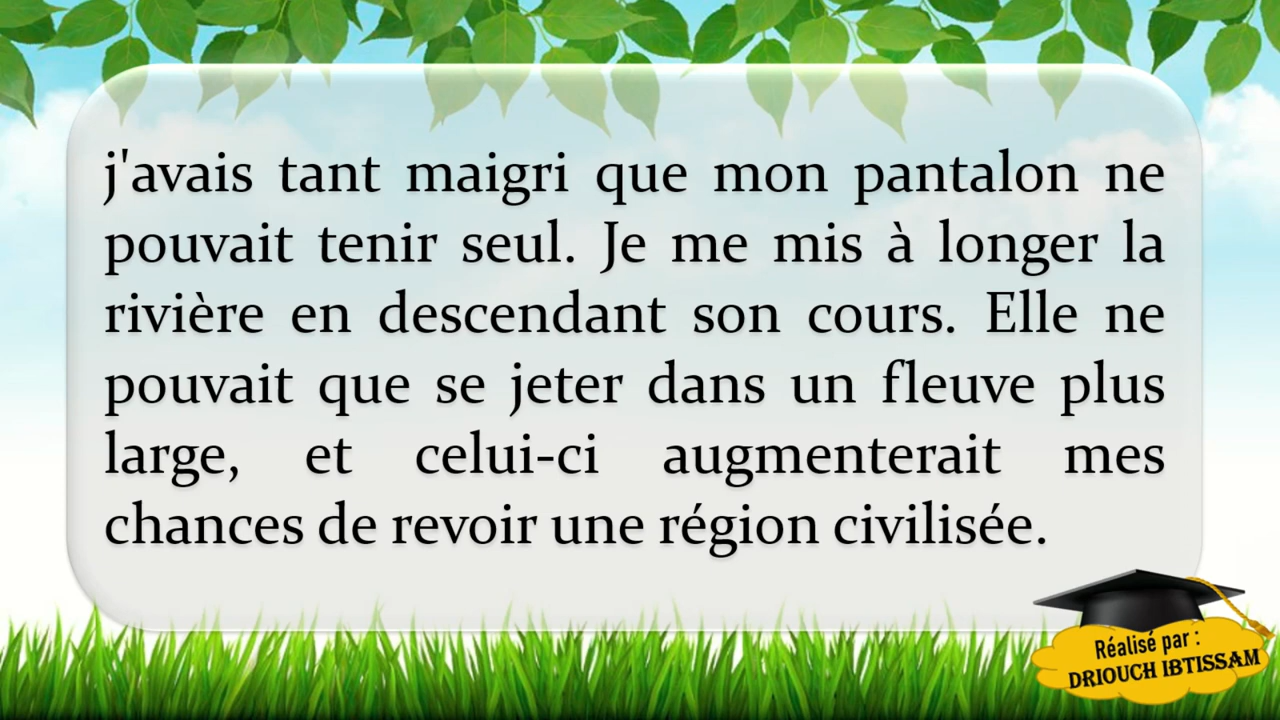 j'avais tant maigri que mon pantalon ne
pouvait tenir seul. Je me mis à longer la
rivière en descendant son cours. Elle ne
pouvait que se jeter dans un fleuve plus
large, et celui-ci augmenterait mes
chances de revoir une région civilisée.
Réalisé par :
DRIOUCH IBTISSAM